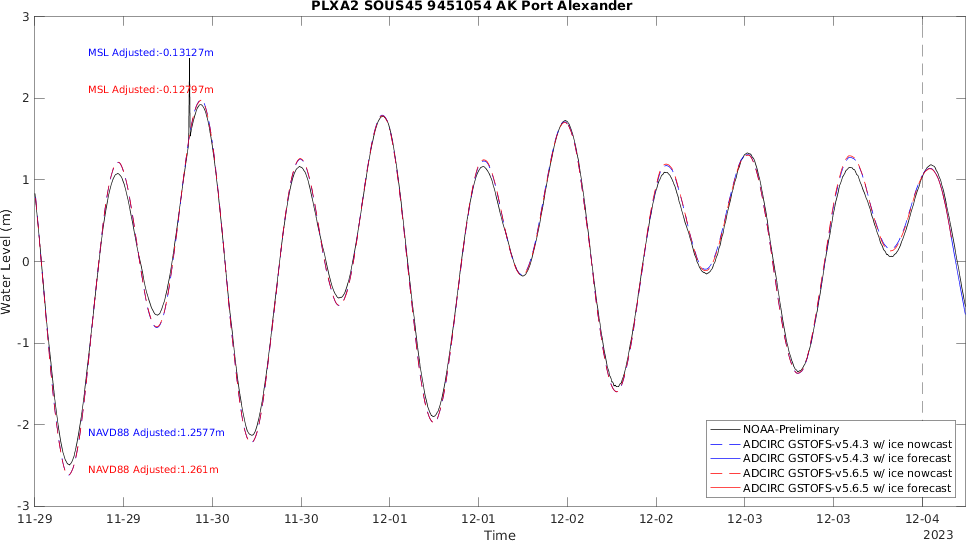 PLXA2 SOUS45 9451054 AK Port Alexander
3
2
1
0
-1
-2
-3
Water Level (m)
MSL Adjusted:-0.13127m
MSL Adjusted:-0.12797m
NAVD88 Adjusted:1.2577m
NAVD88 Adjusted:1.261m
NOAA-Preliminary
ADCIRC GSTOFS-v5.4.3 w/ ice nowcast
ADCIRC GSTOFS-v5.4.3 w/ ice forecast
ADCIRC GSTOFS-v5.6.5 w/ ice nowcast
ADCIRC GSTOFS-v5.6.5 w/ ice forecast
11-29 11-29 11-30 11-30 12-01 12-01 12-02 12-02 12-03 12-03 12-04
Time
2023